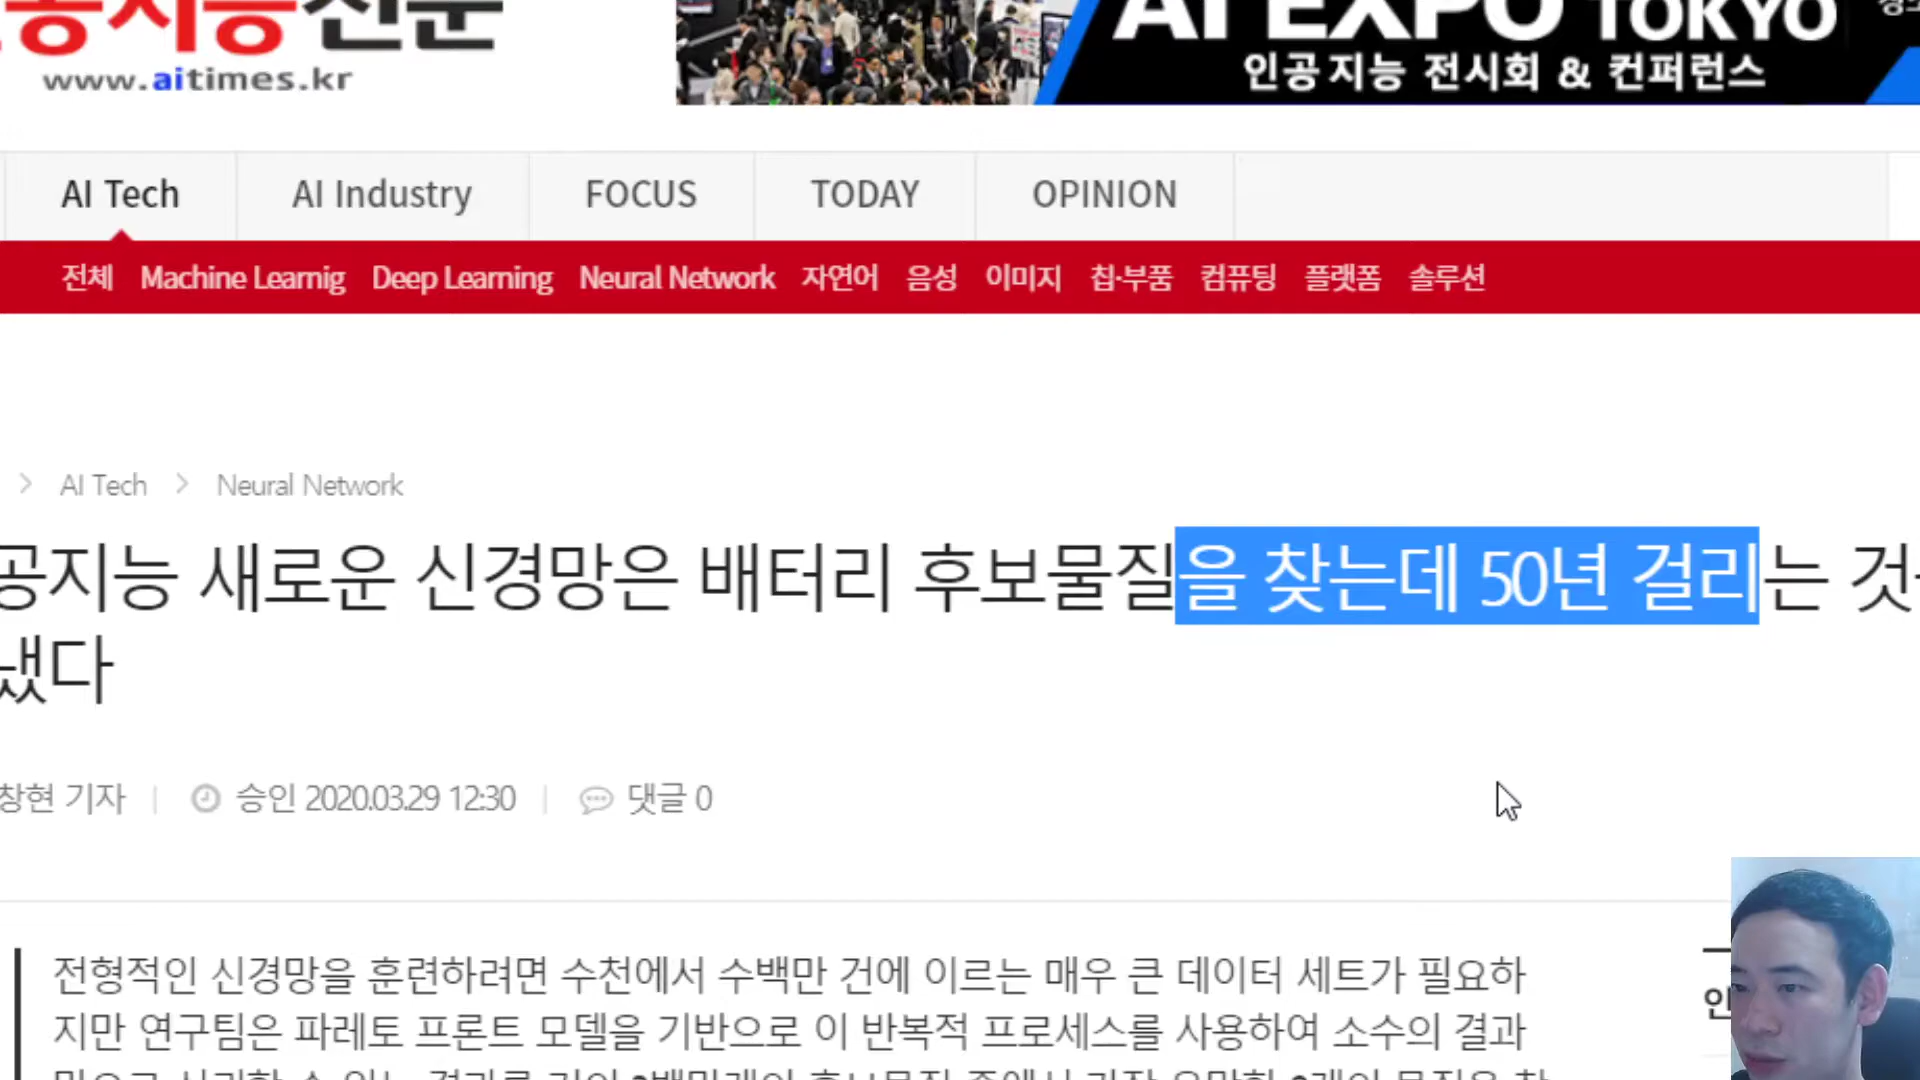 공지능신문
www.aitimes.kr
AI EXPO TOKYO
인공지능 전시회 & 컨퍼런스
AI Tech AI Industry FOCUS TODAY OPINION
전체 Machine Learnig Deep Learning Neural Network 자연어 음성 이미지 칩·부품 컴퓨팅 플랫폼 솔루션
> AI Tech > Neural Network
공지능 새로운 신경망은 배터리 후보물질을 찾는데 50년 걸리는 것
냈다
창현 기자 | 승인 2020.03.29 12:30 | 댓글 0
전형적인 신경망을 훈련하려면 수천에서 수백만 건에 이르는 매우 큰 데이터 세트가 필요하
인
지만 연구팀은 파레토 프론트 모델을 기반으로 이 반복적 프로세스를 사용하여 소수의 결과